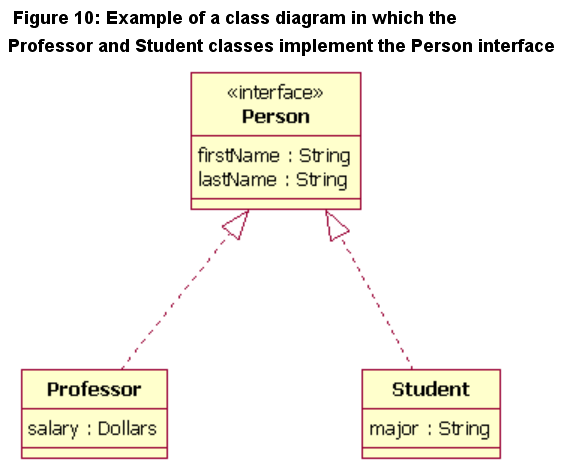 Figure 10: Example of a class diagram in which the
Professor and Student classes implement the Person interface
«interface»
Person
firstName : String
lastName : String
Professor
salary : Dollars
Student
major : String